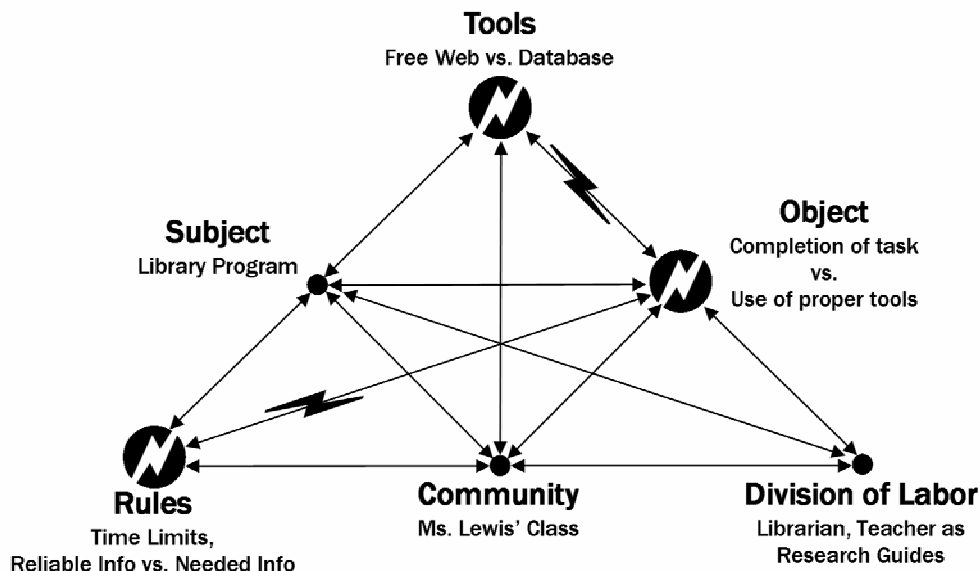 Tools
Free Web vs. Database
Subject
Library Program
Object
Completion of task
vs.
Use of proper tools
Rules
Time Limits,
Reliable Info vs. Needed Info
Community
Ms. Lewis’ Class
Division of Labor
Librarian, Teacher as
Research Guides